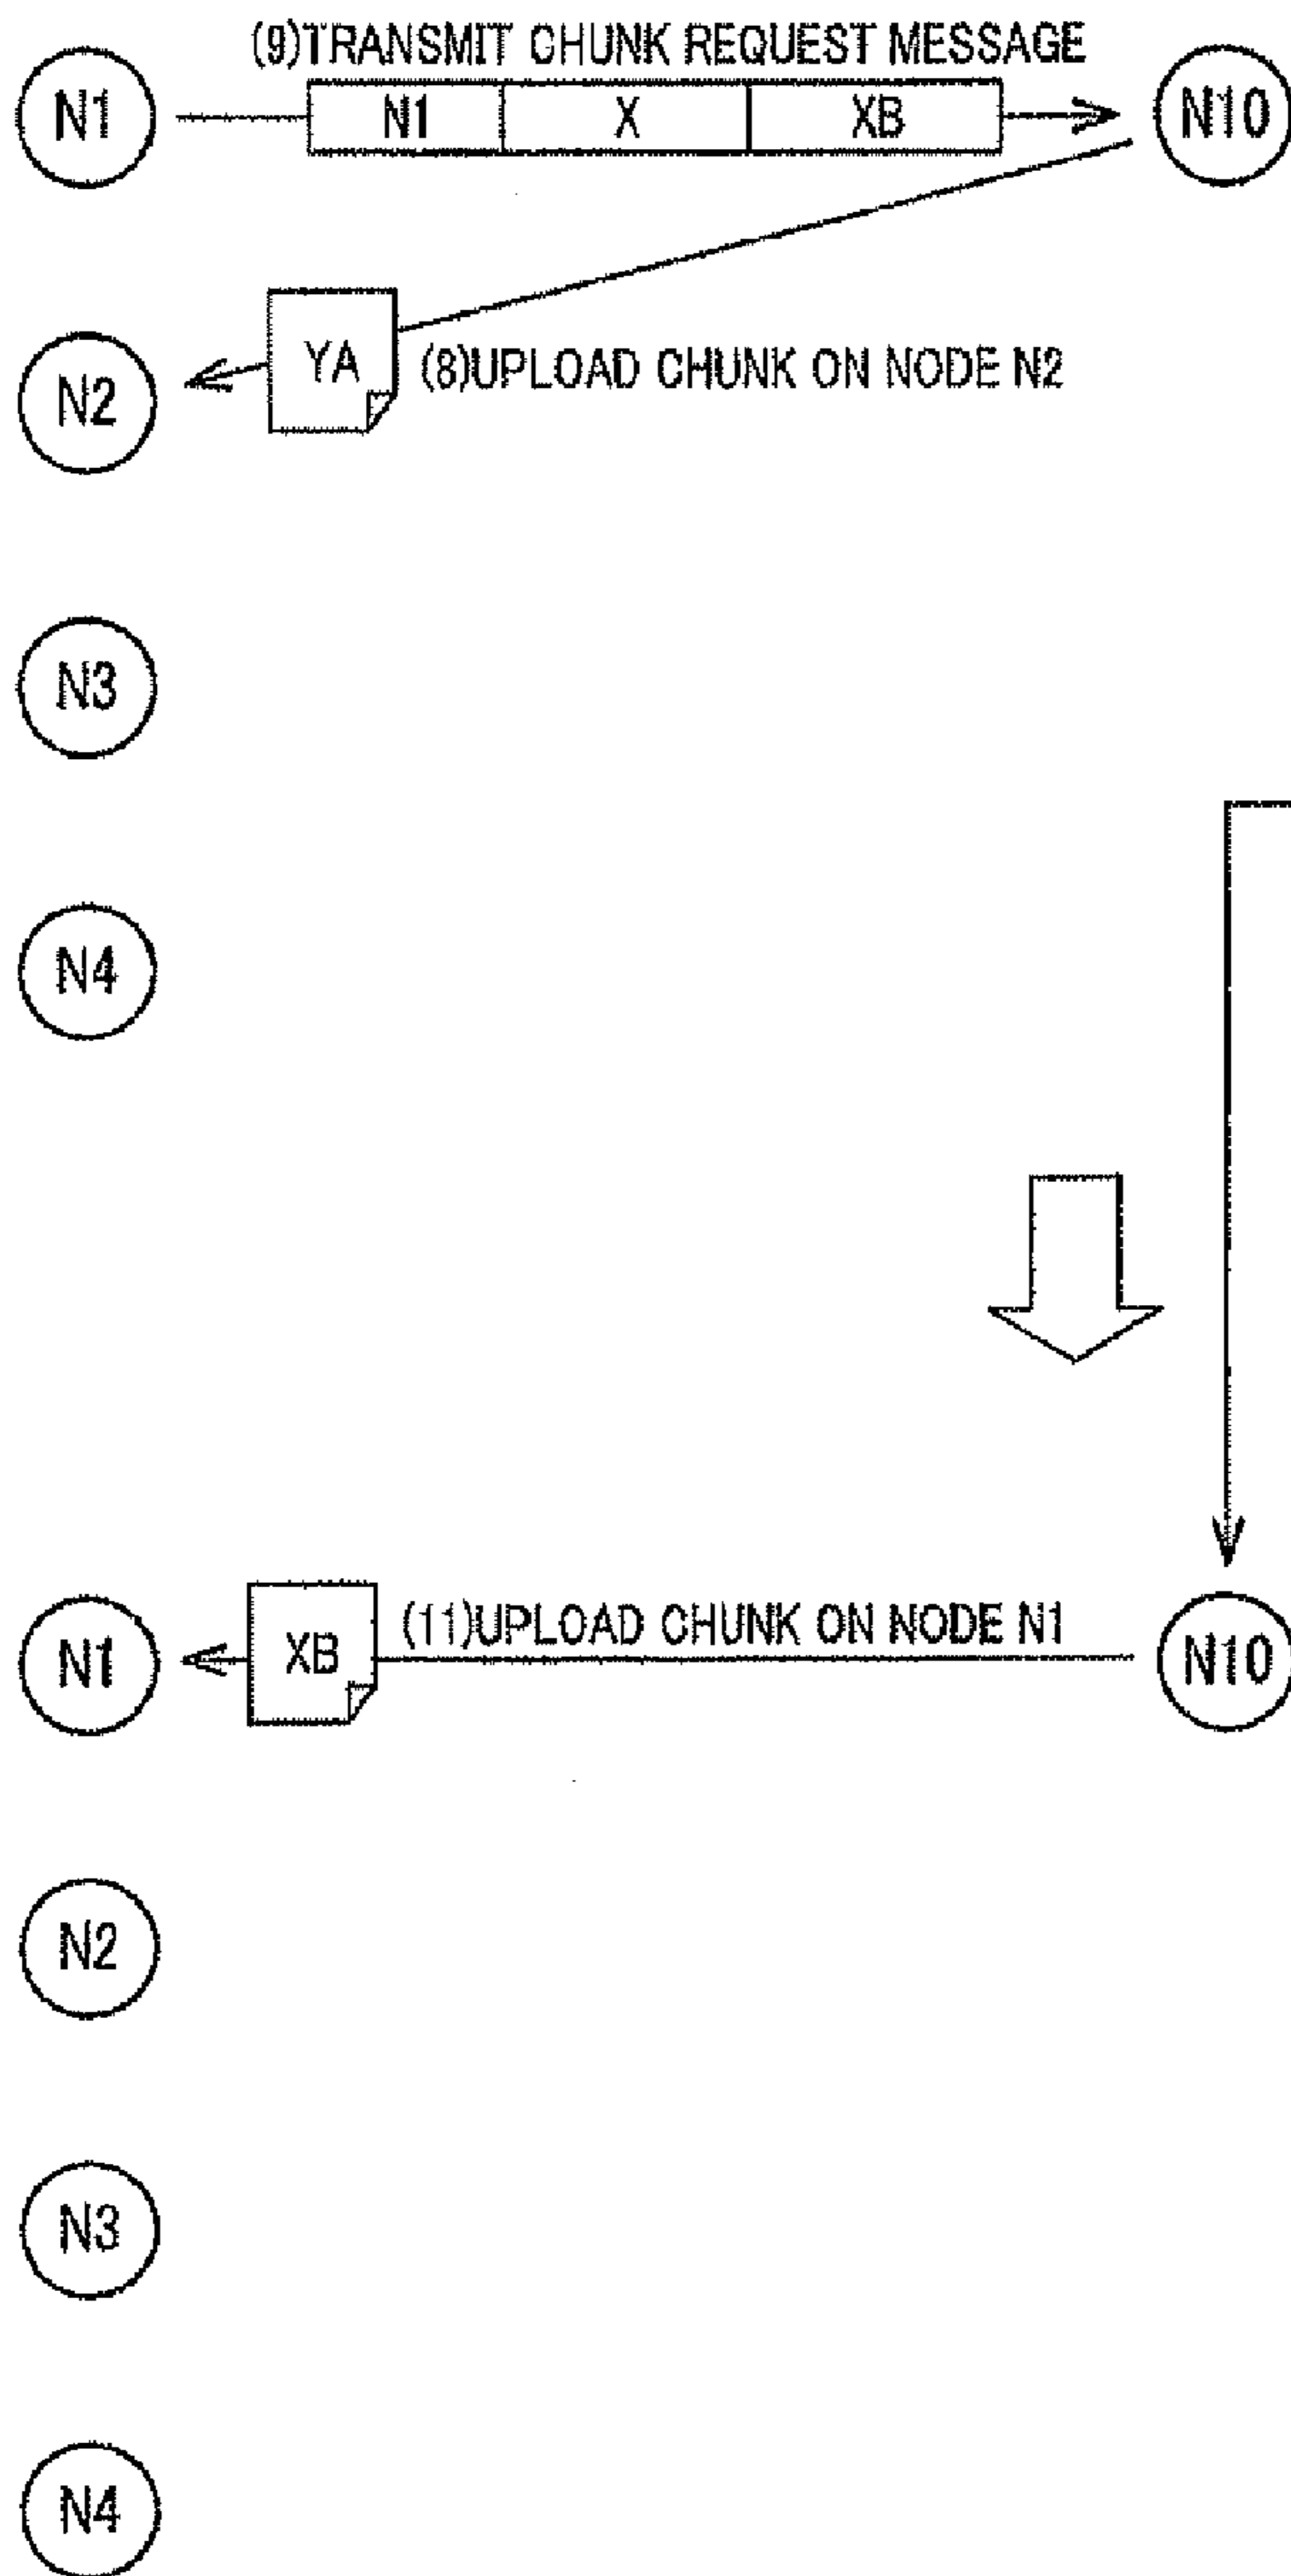 (9)TRANSMIT CHUNK REQUEST MESSAGE
N1 N1 X XB N10
YA (8)UPLOAD CHUNK ON NODE N2
N2
N3
N4
(11)UPLOAD CHUNK ON NODE N1
N1 XB N10
N2
N3
N4